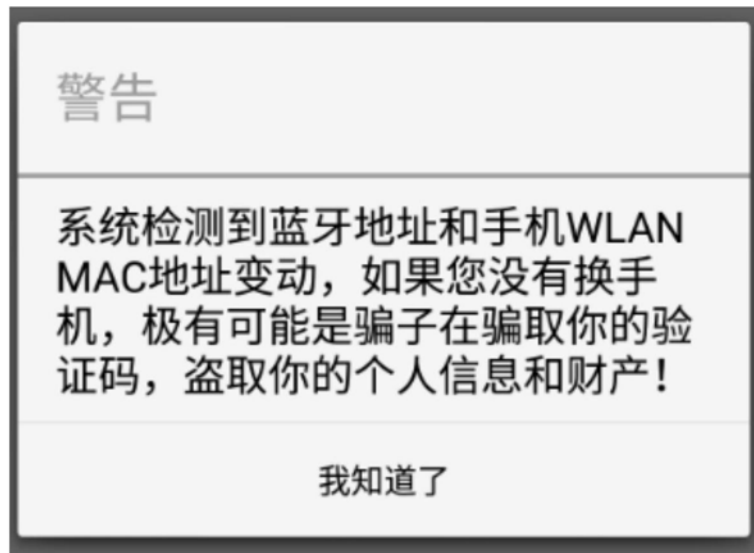 警告
系统检测到蓝牙地址和手机WLAN
MAC地址变动，如果您没有换手
机，极有可能是骗子在骗取你的验
证码，盗取你的个人信息和财产！
我知道了